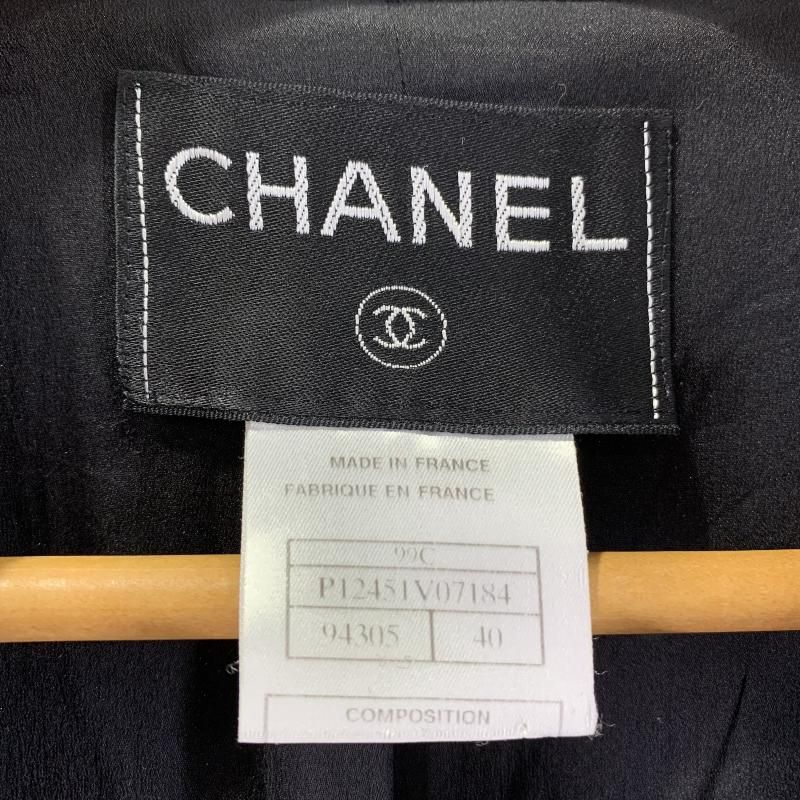 CHANEL
MADE IN FRANCE
FABRIQUE EN FRANCE
99C
P12451V07184
94305 40
COMPOSITION